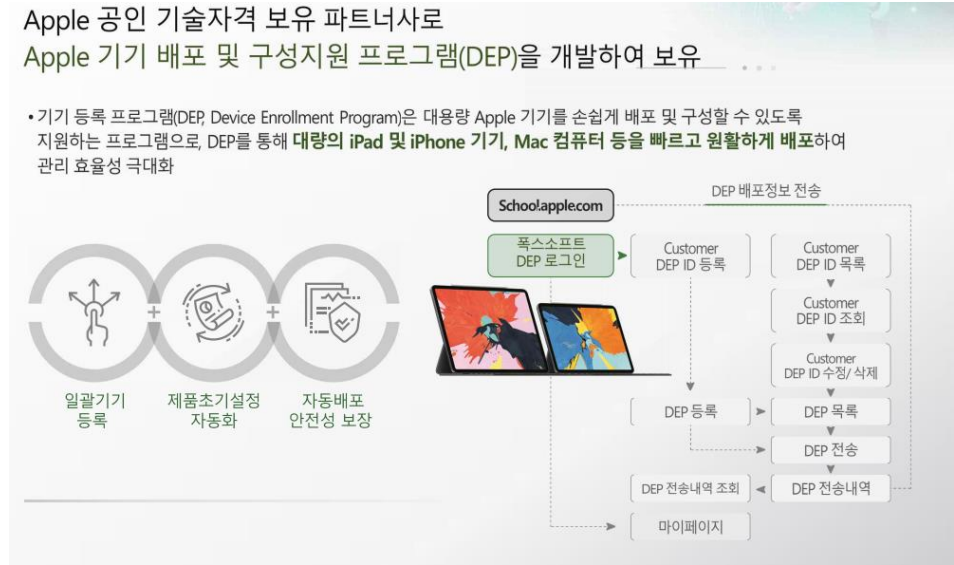 Apple 공인 기술자격 보유 파트너사로
Apple 기기 배포 및 구성지원 프로그램(DEP)을 개발하여 보유
• 기기 등록 프로그램(DEP, Device Enrollment Program)은 대용량 Apple 기기를 손쉽게 배포 및 구성할 수 있도록
지원하는 프로그램으로, DEP를 통해 대량의 iPad 및 iPhone 기기, Mac 컴퓨터 등을 빠르고 원활하게 배포하여
관리 효율성 극대화
일괄기기
등록
+
제품초기설정
자동화
+
자동배포
안전성 보장
School.apple.com
DEP 배포정보 전송
폭스소프트
DEP 로그인
Customer
DEP ID 등록
Customer
DEP ID 목록
Customer
DEP ID 조회
Customer
DEP ID 수정/ 삭제
DEP 등록
DEP 목록
DEP 전송
DEP 전송내역 조회
DEP 전송내역
마이페이지